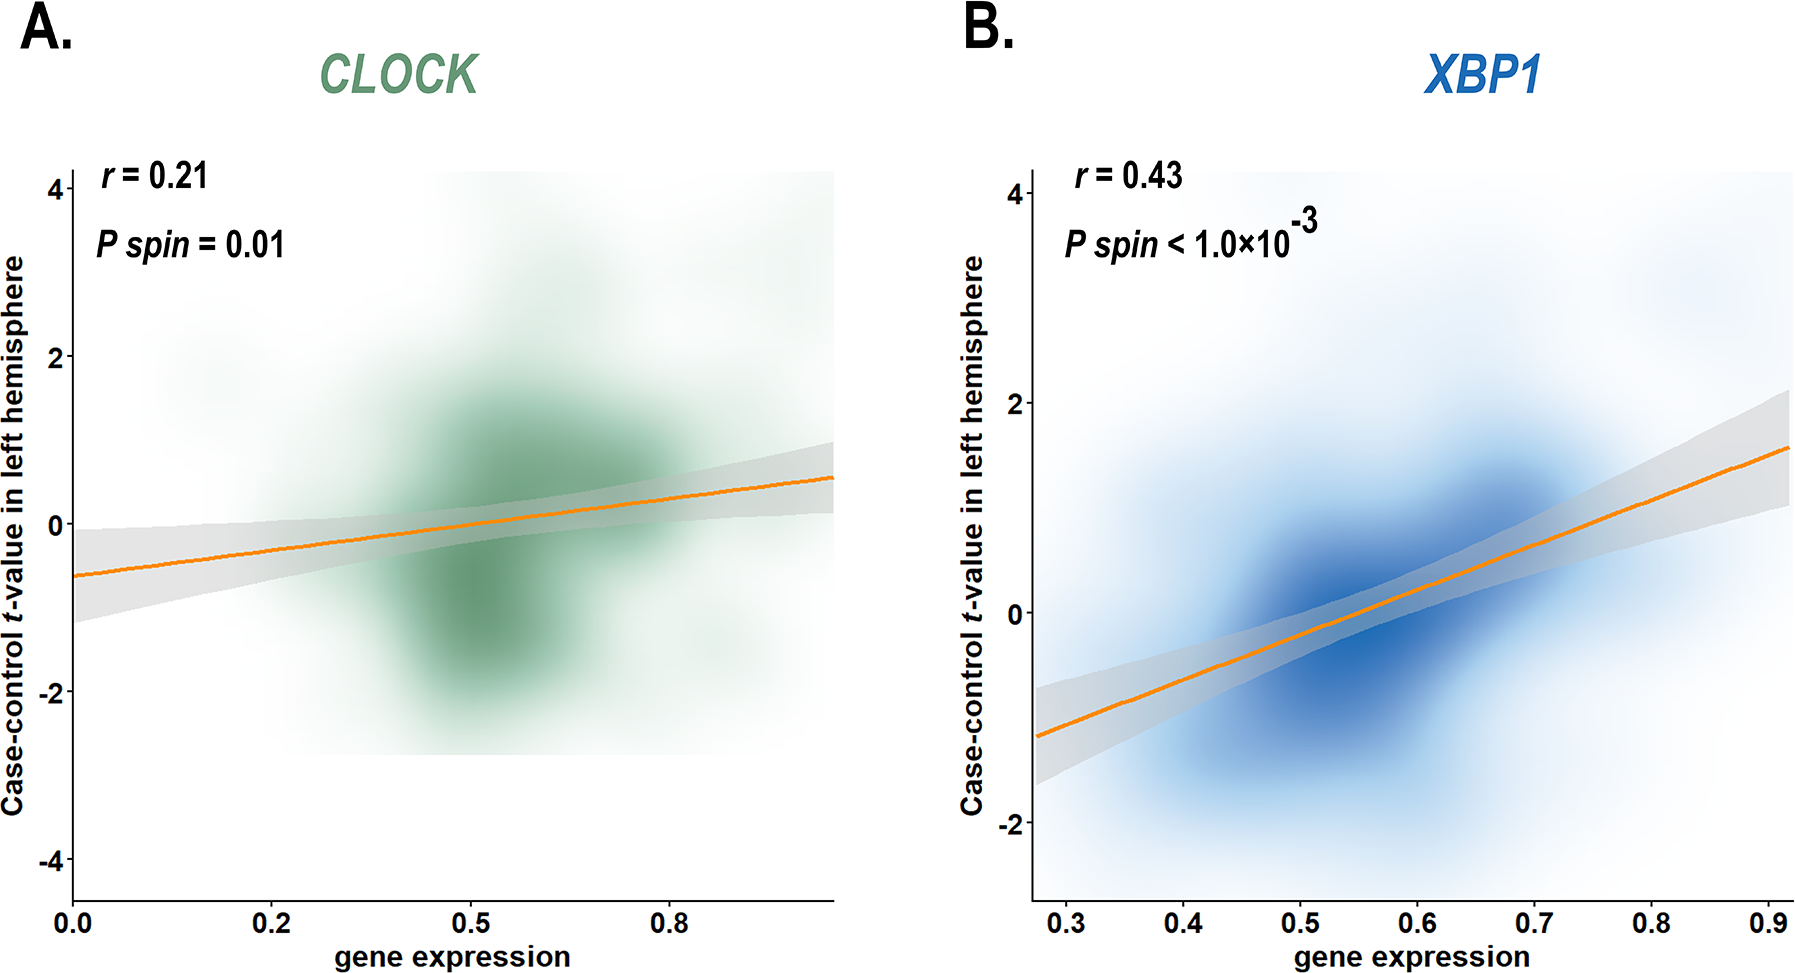 A.
CLOCK
r = 0.21
P spin = 0.01
Case-control t-value in left hemisphere
4
2
0
-2
-4
0.0 0.2 0.5 0.8
gene expression
B.
XBP1
r = 0.43
P spin < 1.0×10-3
Case-control t-value in left hemisphere
4
2
0
-2
0.3 0.4 0.5 0.6 0.7 0.8 0.9
gene expression